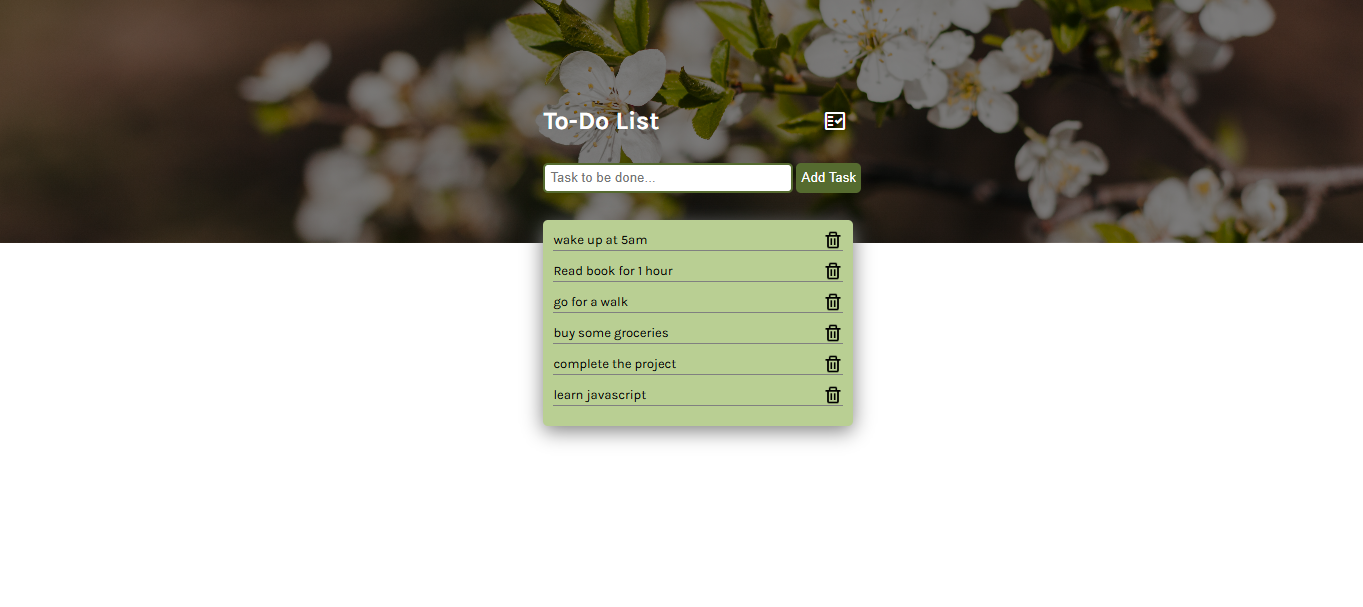 To-Do List
Task to be done...
Add Task
wake up at 5am
Read book for 1 hour
go for a walk
buy some groceries
complete the project
learn javascript